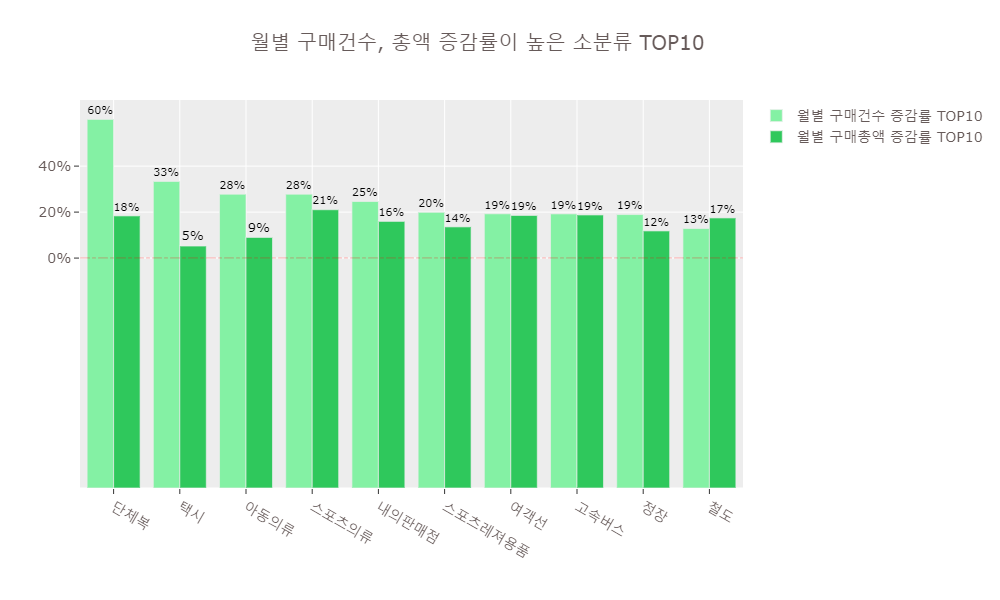 월별 구매건수, 총액 증감률이 높은 소분류 TOP10
월별 구매건수 증감률 TOP10
월별 구매총액 증감률 TOP10
40%
20%
0%
60%
18%
33%
5%
28%
9%
28%
21%
25%
16%
20%
14%
19%
19%
19%
19%
19%
12%
13%
17%
단체복
택시
아동의류
스포츠의류
내의판매점
스포츠레져용품
여객선
고속버스
정장
철도